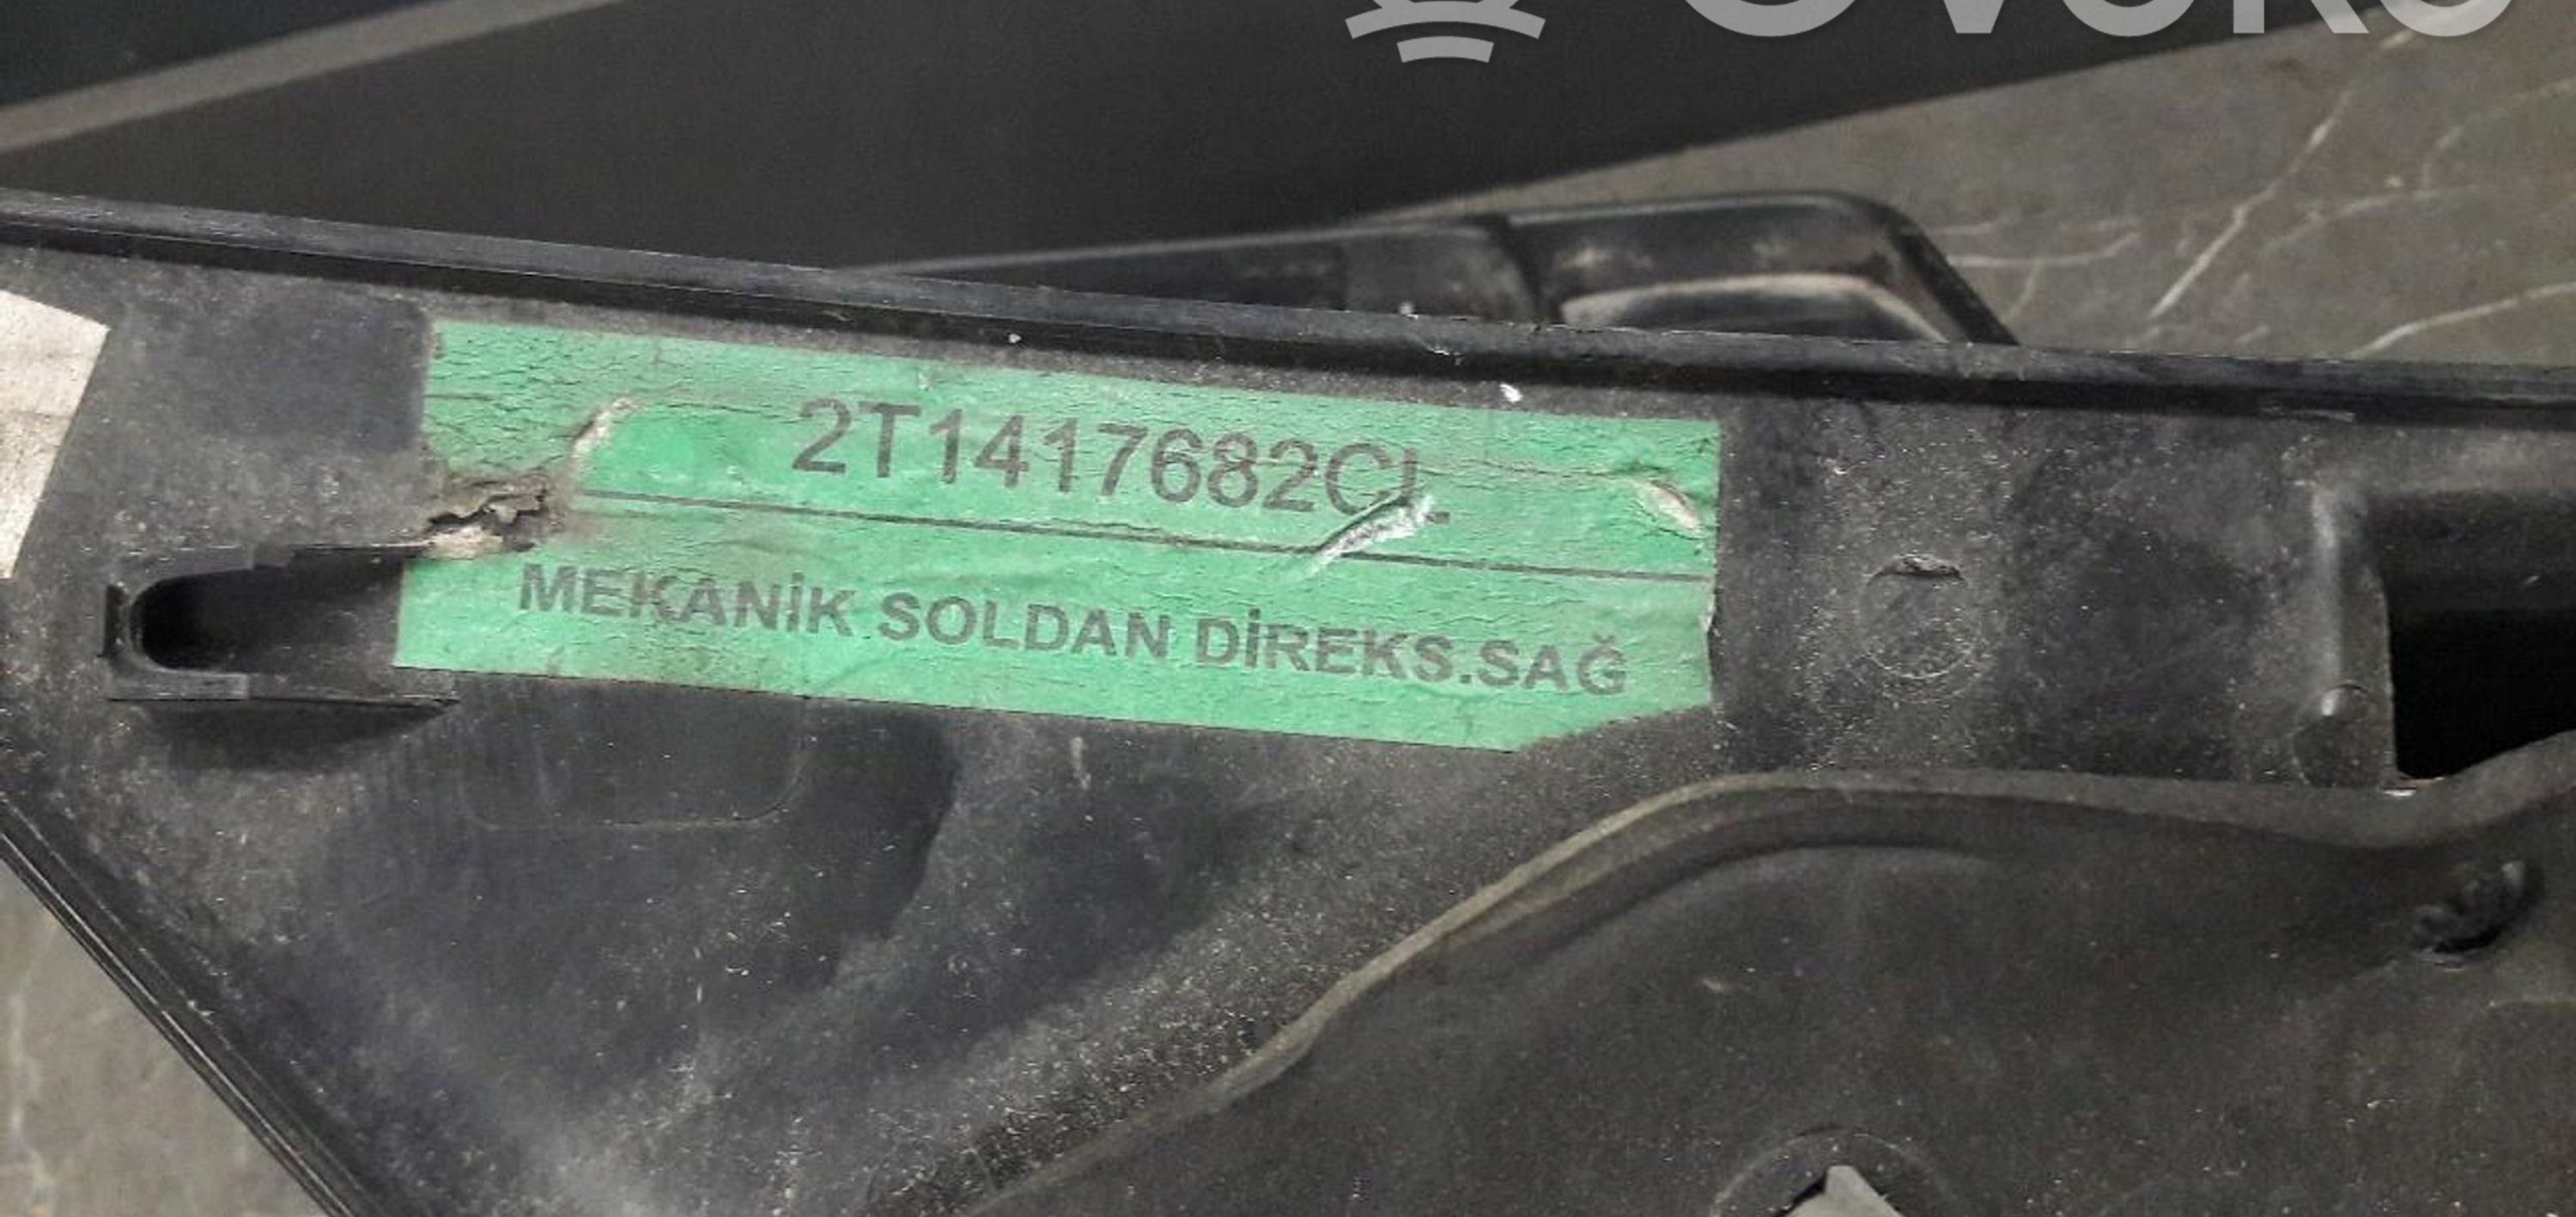 2T1417682CL
MEKANİK SOLDAN DİREKS.SAĞ